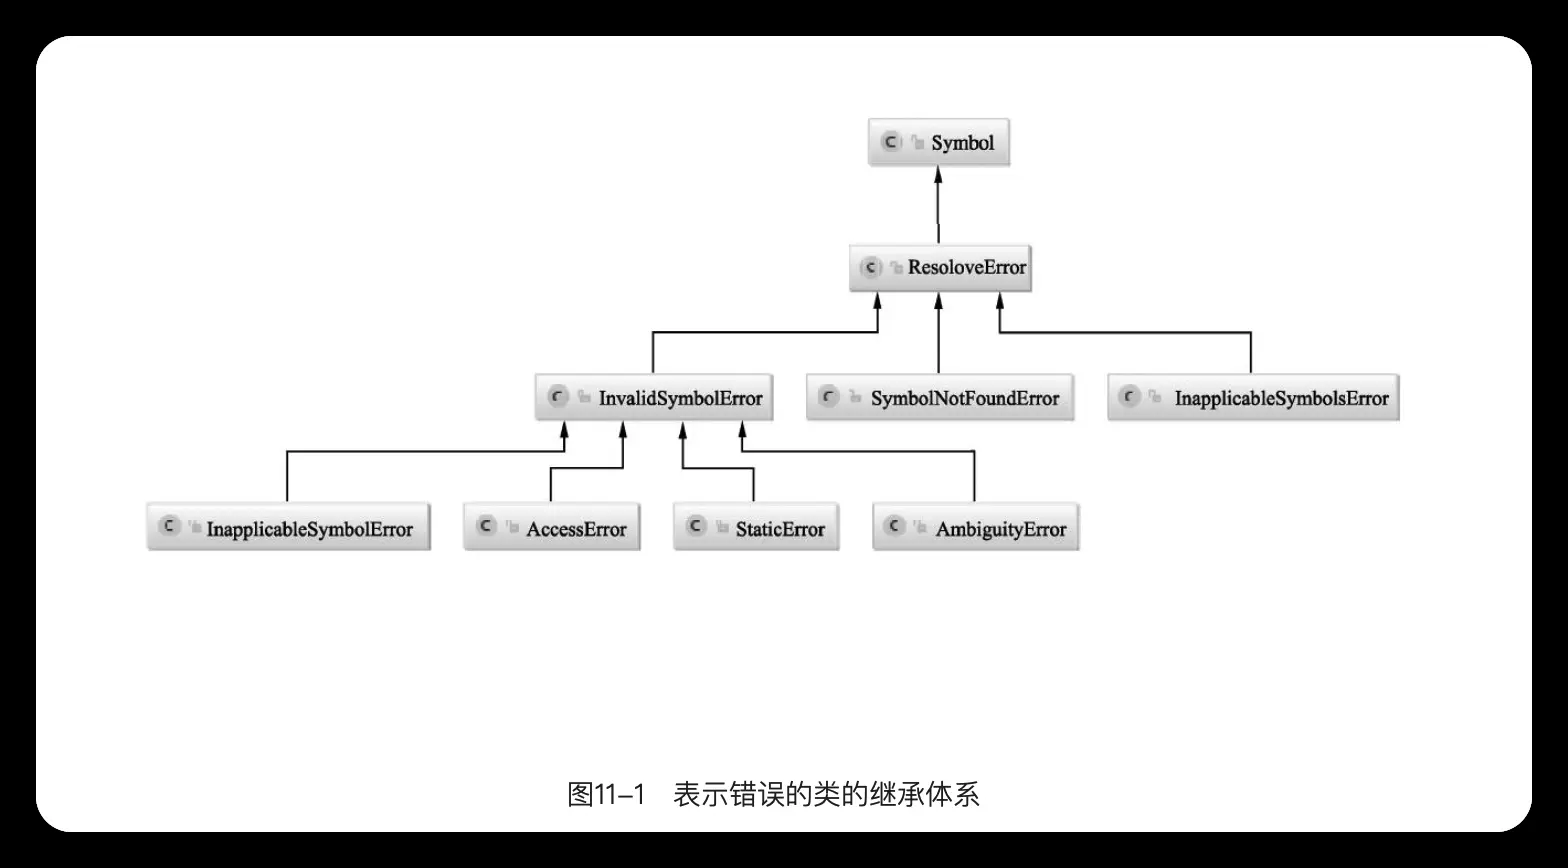 Symbol
ResoloveError
InvalidSymbolError
SymbolNotFoundError
InapplicableSymbolsError
InapplicableSymbolError
AccessError
StaticError
AmbiguityError
图11–1 表示错误的类的继承体系